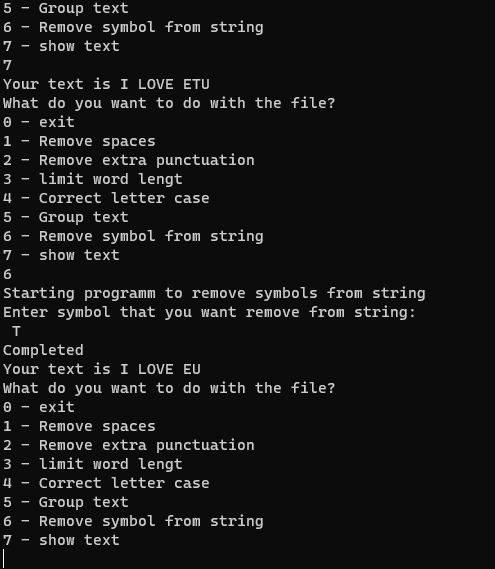 5 - Group text
6 - Remove symbol from string
7 - show text
7
Your text is I LOVE ETU
What do you want to do with the file?
0 - exit
1 - Remove spaces
2 - Remove extra punctuation
3 - limit word lengt
4 - Correct letter case
5 - Group text
6 - Remove symbol from string
7 - show text
6
Starting programm to remove symbols from string
Enter symbol that you want remove from string:
 T
Completed
Your text is I LOVE EU
What do you want to do with the file?
0 - exit
1 - Remove spaces
2 - Remove extra punctuation
3 - limit word lengt
4 - Correct letter case
5 - Group text
6 - Remove symbol from string
7 - show text